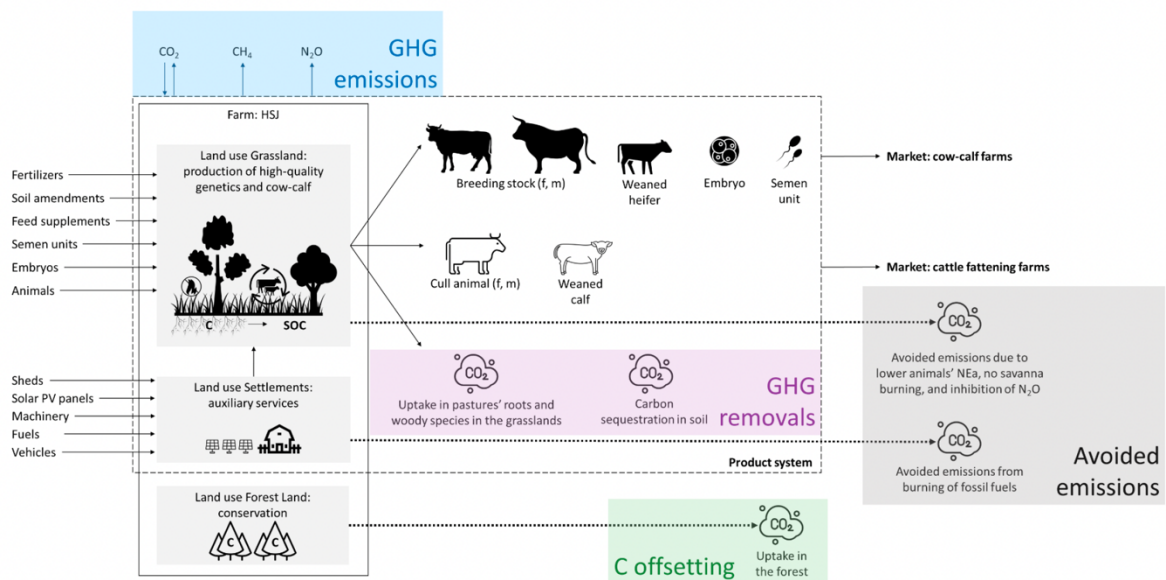 CO2
CH4
N2O
GHG
emissions
Farm: HSJ
Land use Grassland:
production of high-quality
genetics and cow-calf
Fertilizers
Soil amendments
Feed supplements
Semen units
Embryos
Animals
C
SOC
Breeding stock (f, m)
Weaned
heifer
Embryo
Semen
unit
Market: cow-calf farms
Cull animal (f, m)
Weaned
calf
Market: cattle fattening farms
CO2
Avoided emissions due to
lower animals' NEa, no savanna
burning, and inhibition of N2O
Sheds
Solar PV panels
Machinery
Fuels
Vehicles
Land use Settlements:
auxiliary services
CO2
Uptake in pastures' roots and
woody species in the grasslands
CO2
Carbon
sequestration in soil
GHG
removals
Product system
CO2
Avoided emissions from
burning of fossil fuels
Avoided
emissions
Land use Forest Land:
conservation
C
C
C offsetting
CO2
Uptake in
the forest